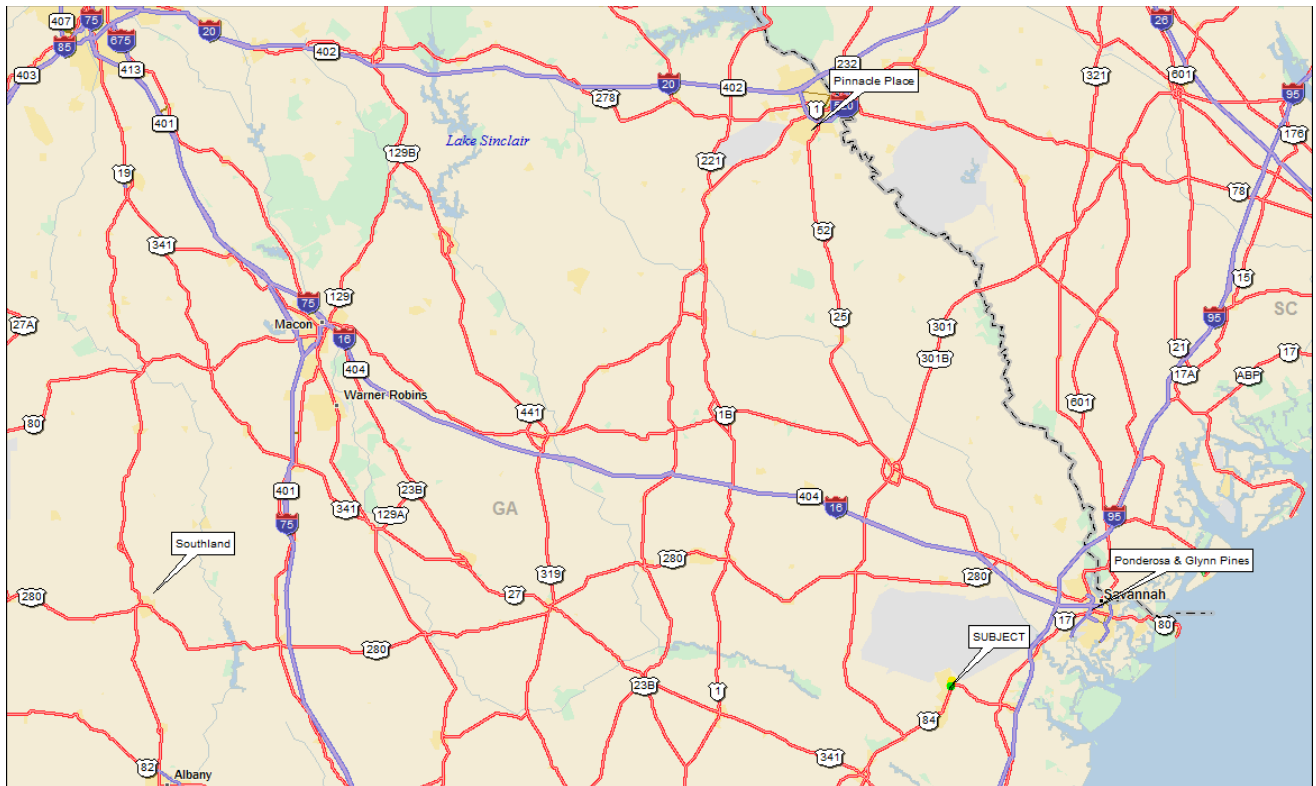 407
75
85
675
403
413
401
20
402
20
402
278
232
Pinnacle Place
1
520
26
601
321
95
176
78
Lake Sinclair
129B
221
19
341
52
15
SC
75
129
Macon
16
404
27A
25
301
301B
95
21
17A
17
ABP
Warner Robins
80
441
1B
601
401
75
341
23B
129A
GA
404
16
95
Southland
280
319
27
280
280
Ponderosa & Glynn Pines
Savannah
17
80
280
SUBJECT
23B
1
84
341
82
Albany